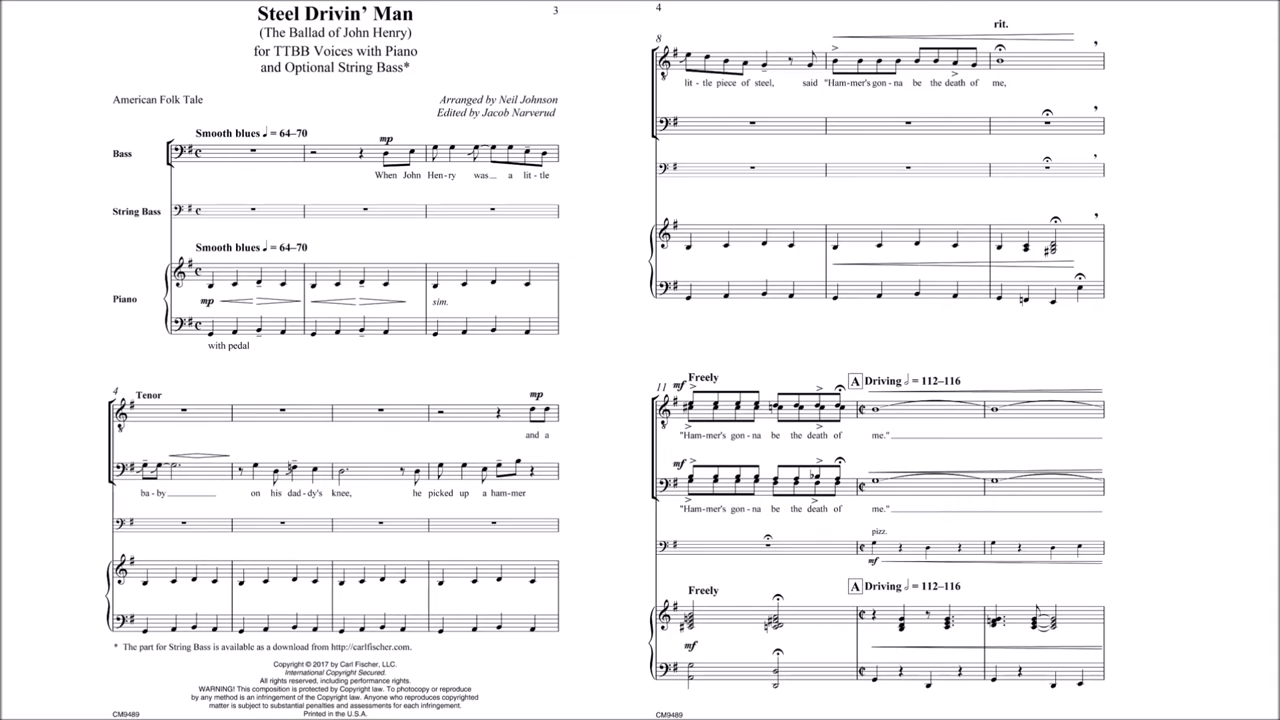 Steel Drivin' Man
3
(The Ballad of John Henry)
for TTBB Voices with Piano
and Optional String Bass*
American Folk Tale
Arranged by Neil Johnson
Edited by Jacob Narverud
Smooth blues ♩ = 64–70
mp
Bass
When John Hen - ry was a lit - tle
String Bass
Smooth blues ♩ = 64–70
Piano
mp
sim.
with pedal
4
Tenor
mp
and a
ba - by on his dad - dy's knee, he picked up a ham - mer
* The part for String Bass is available as a download from http://carlfischer.com.
Copyright © 2017 by Carl Fischer, LLC.
International Copyright Secured.
All rights reserved, including performance rights.
WARNING! This composition is protected by Copyright law. To photocopy or reproduce
by any method is an infringement of the Copyright law. Anyone who reproduces copyrighted
matter is subject to substantial penalties and assessments for each infringement.
Printed in the U.S.A.
CM9489
4
rit.
8
lit - tle piece of steel, said "Ham - mer's gon - na be the death of me,
11
mf
Freely
A Driving 𝅗𝅥 = 112–116
"Ham - mer's gon - na be the death of me."
mf
"Ham - mer's gon - na be the death of me."
pizz.
mf
Freely
A Driving 𝅗𝅥 = 112–116
mf
CM9489